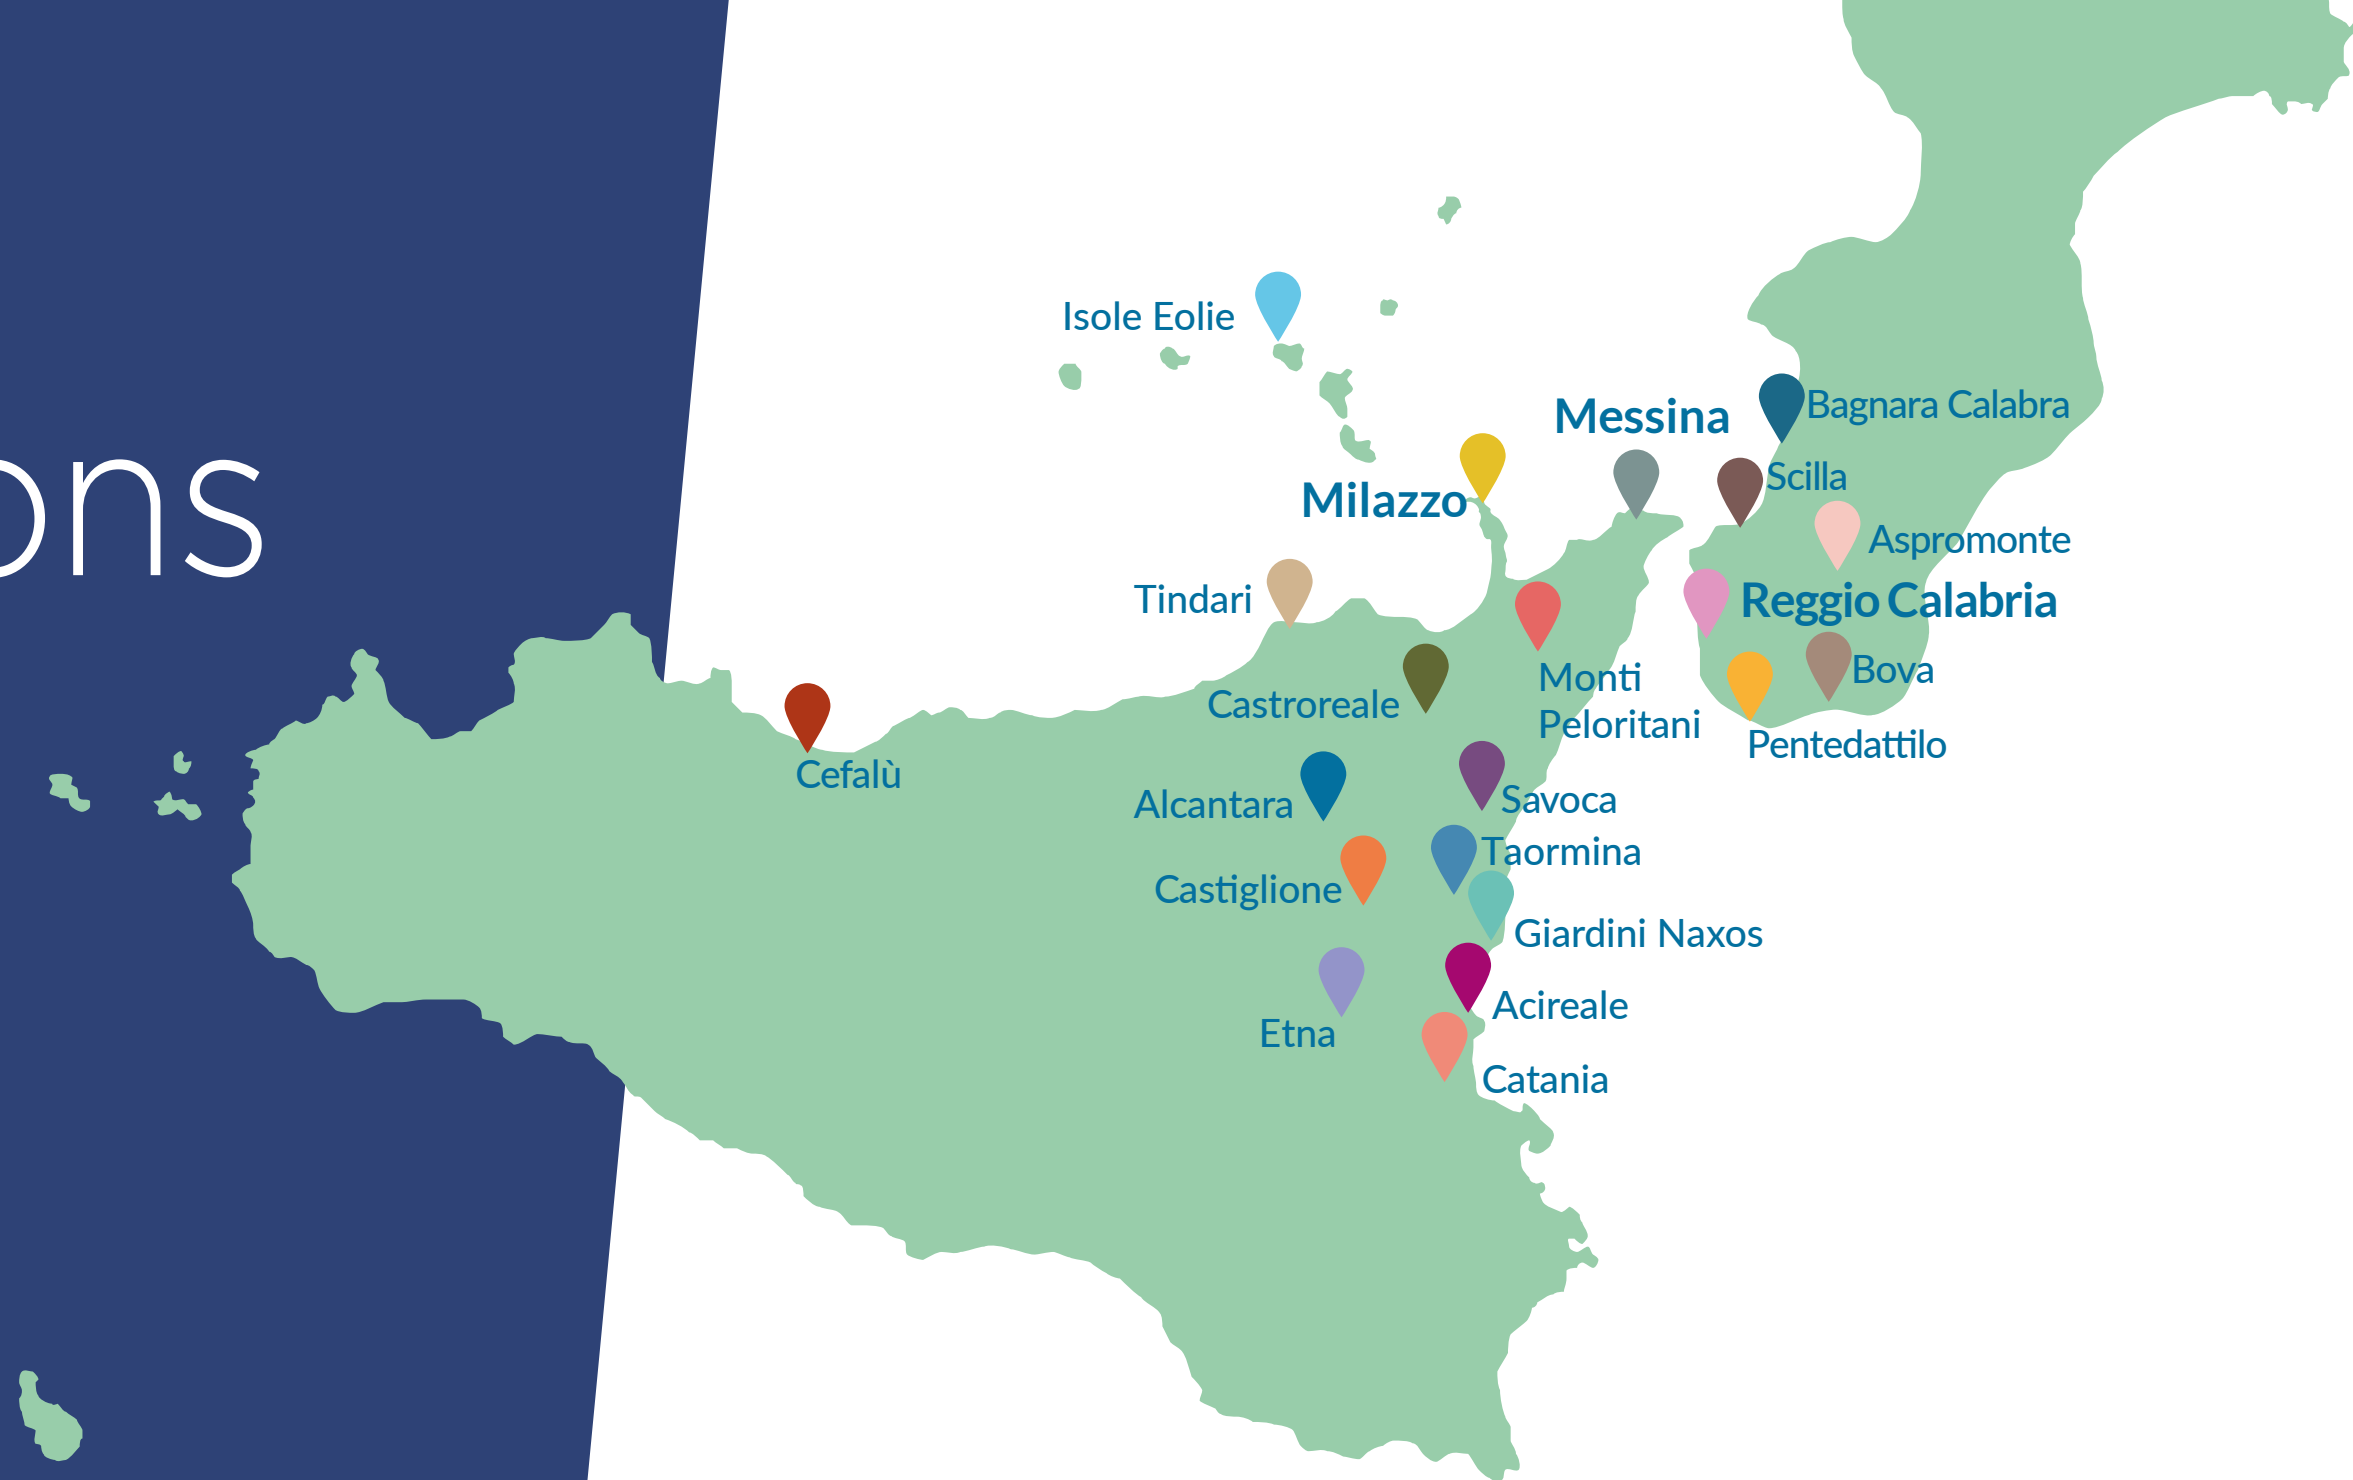 ons
Isole Eolie
Bagnara Calabra
Messina
Scilla
Milazzo
Aspromonte
Tindari
Reggio Calabria
Monti
Peloritani
Bova
Castroreale
Pentedattilo
Cefalù
Alcantara
Savoca
Taormina
Castiglione
Giardini Naxos
Acireale
Etna
Catania